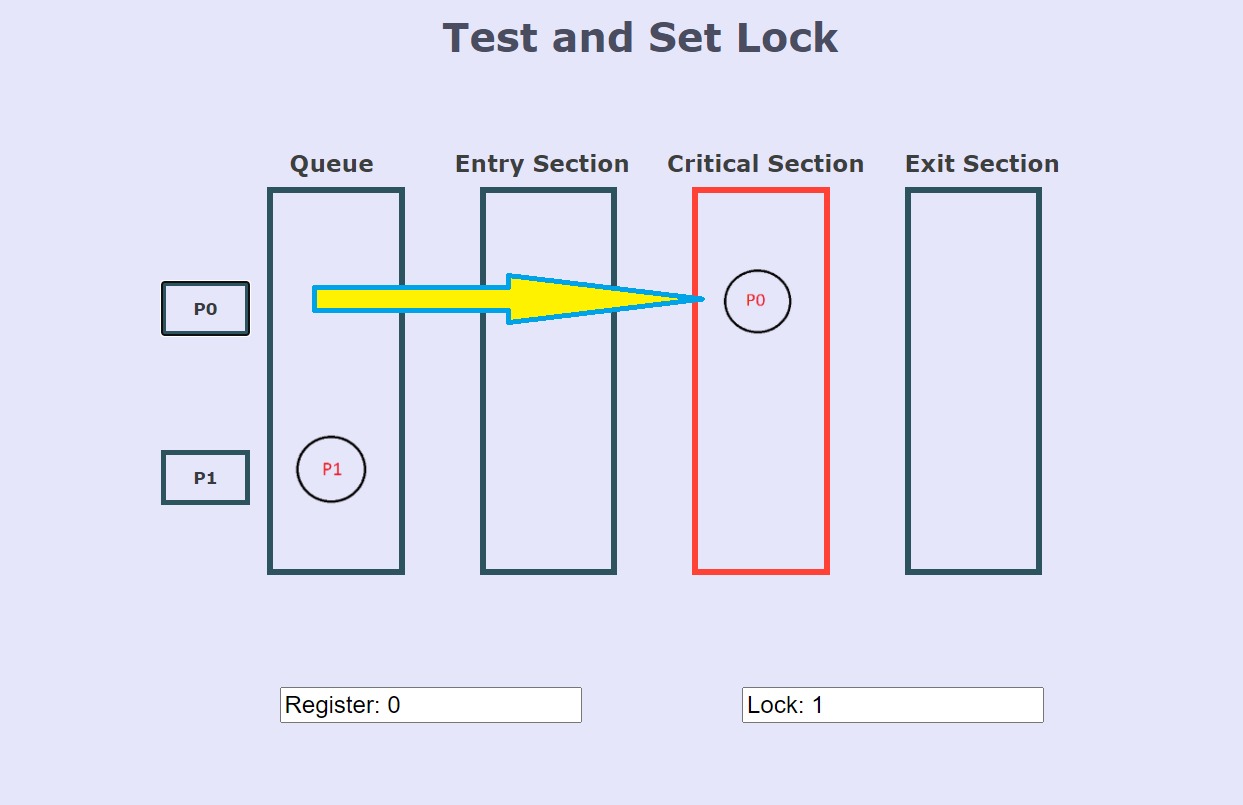 Test and Set Lock
Queue Entry Section Critical Section Exit Section
P0 P0
P1 P1
Register: 0 Lock: 1